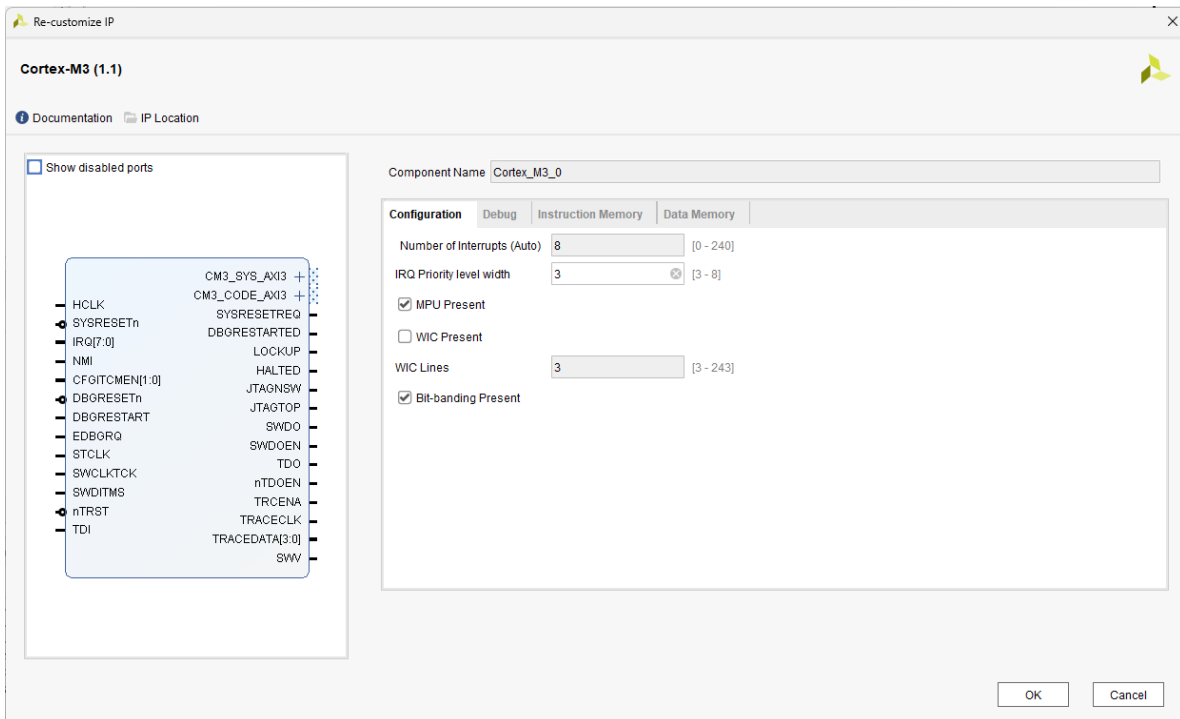 Re-customize IP
Cortex-M3 (1.1)
Documentation IP Location
Show disabled ports
CM3_SYS_AXI3
CM3_CODE_AXI3
HCLK
SYSRESETn
IRQ[7:0]
NMI
CFGITCMEN[1:0]
DBGRESETn
DBGRESTART
EDBGRQ
STCLK
SWCLKTCK
SWDITMS
nTRST
TDI
SYSRESETREQ
DBGRESTARTED
LOCKUP
HALTED
JTAGNSW
JTAGTOP
SWDO
SWDOEN
TDO
nTDOEN
TRCENA
TRACECLK
TRACEDATA[3:0]
SWV
Component Name Cortex_M3_0
Configuration Debug Instruction Memory Data Memory
Number of Interrupts (Auto) 8 [0 - 240]
IRQ Priority level width 3 [3 - 8]
MPU Present
WIC Present
WIC Lines 3 [3 - 243]
Bit-banding Present
OK Cancel